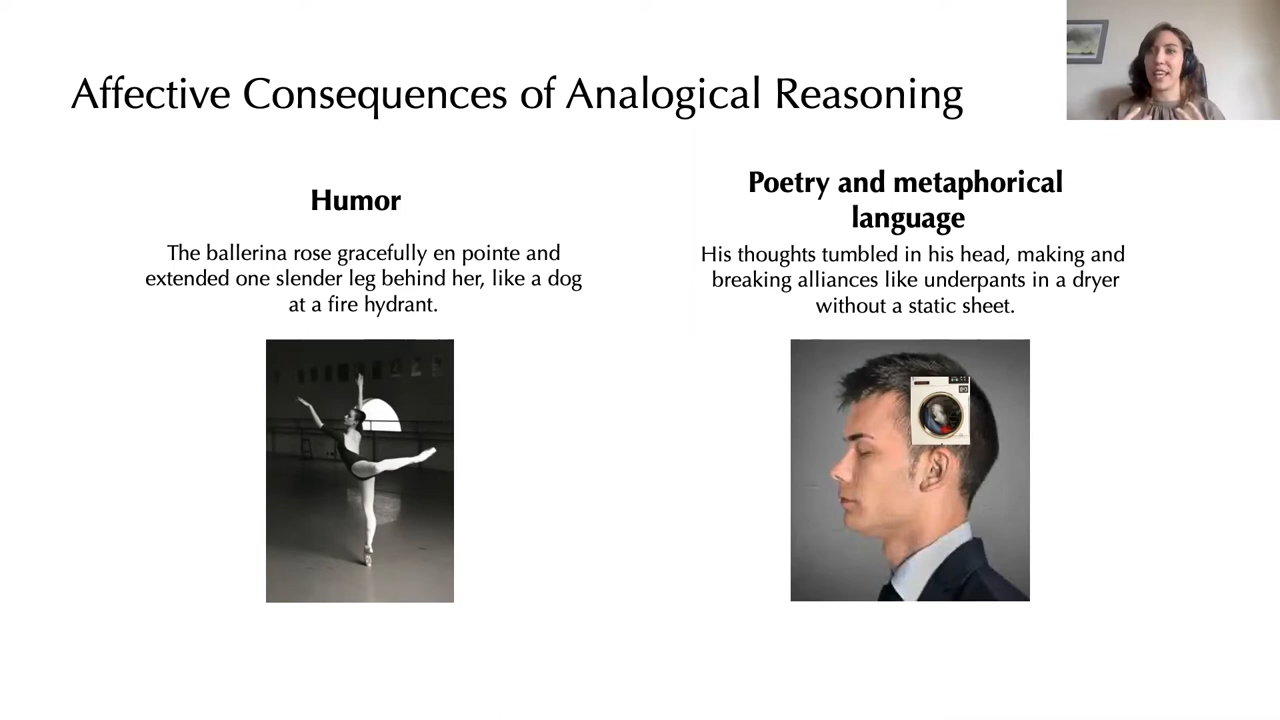 Affective Consequences of Analogical Reasoning
Humor
The ballerina rose gracefully en pointe and
extended one slender leg behind her, like a dog
at a fire hydrant.
Poetry and metaphorical
language
His thoughts tumbled in his head, making and
breaking alliances like underpants in a dryer
without a static sheet.